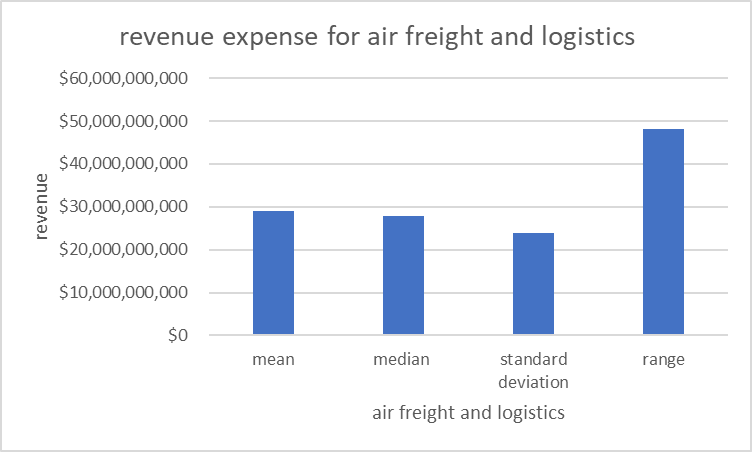 revenue expense for air freight and logistics
$60,000,000,000
$50,000,000,000
$40,000,000,000
$30,000,000,000
$20,000,000,000
$10,000,000,000
$0
revenue
mean
median
standard
deviation
range
air freight and logistics